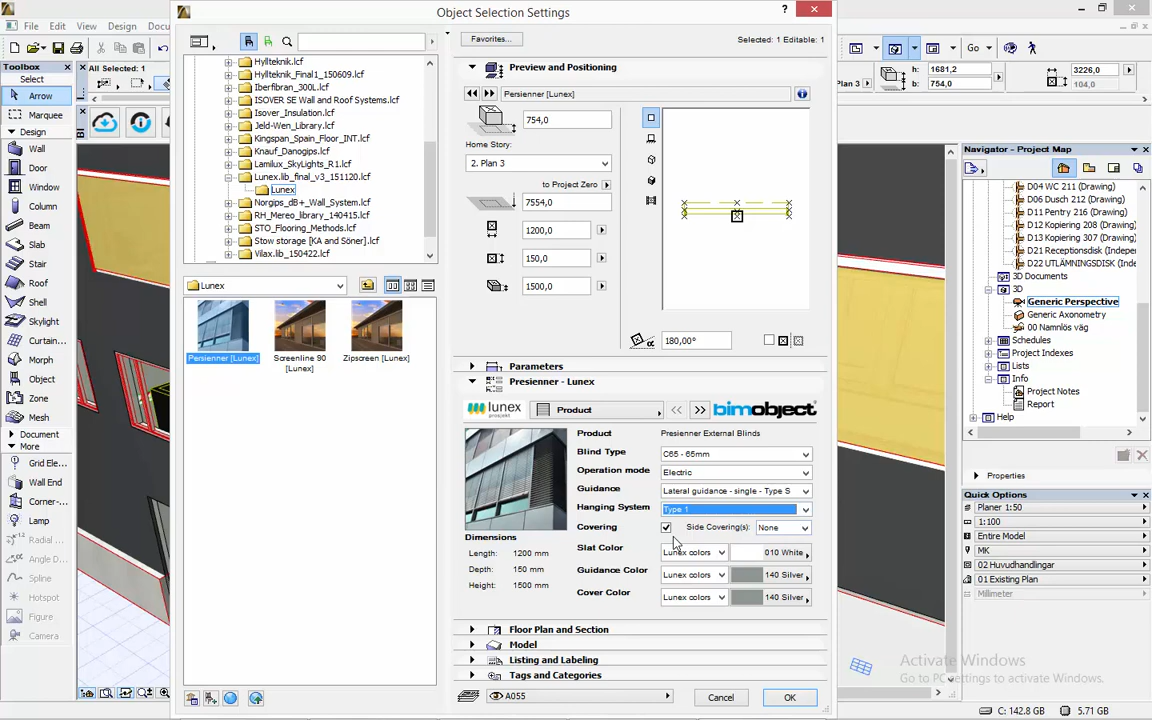 Object Selection Settings
File Edit View Design Do
Toolbox
Select
Arrow
Marquee
Design
Wall
Door
Window
Column
Beam
Slab
Stair
Roof
Shell
Skylight
Curtain...
Morph
Object
Zone
Mesh
Document
More
Grid Ele...
Wall End
Corner-...
Lamp
Radial ...
Angle D...
Spline
Hotspot
Figure
Camera
All Selected: 1
Hyllteknik.lcf
Hyllteknik_Final1_150609.lcf
Iberfibran_300L.lcf
ISOVER SE Wall and Roof Systems.lcf
Isover_Insulation.lcf
Jeld-Wen_Library.lcf
Kingspan_Spain_Floor_INT.lcf
Knauf_Danogips.lcf
Lamilux_SkyLights_R1.lcf
Lunex.lib_final_v3_151120.lcf
Lunex
Norgips_dB+_Wall_System.lcf
RH_Mereo_library_140415.lcf
STO_Flooring_Methods.lcf
Stow storage [KA and Söner].lcf
Vilax.lib_150422.lcf
Lunex
Persienner [Lunex]
Screenline 90 [Lunex]
Zipscreen [Lunex]
Favorites...
Selected: 1 Editable: 1
Preview and Positioning
Persienner [Lunex]
754,0
Home Story:
2. Plan 3
to Project Zero
7554,0
1200,0
150,0
1500,0
180,00°
Parameters
Persienner - Lunex
lunex
prosjekt
Product
bimobject
Product Presienner External Blinds
Blind Type C65 - 65mm
Operation mode Electric
Guidance Lateral guidance - single - Type S
Hanging System Type 1
Covering Side Covering(s): None
Slat Color Lunex colors 010 White
Guidance Color Lunex colors 140 Silver
Cover Color Lunex colors 140 Silver
Dimensions
Length: 1200 mm
Depth: 150 mm
Height: 1500 mm
Floor Plan and Section
Model
Listing and Labeling
Tags and Categories
A055
Cancel
OK
Go
Plan 3
h: 1681,2
b: 754,0
3226,0
104,0
Navigator - Project Map
D04 WC 211 (Drawing)
D06 Dusch 212 (Drawing)
D11 Pentry 216 (Drawing)
D12 Kopiering 208 (Drawing)
D13 Kopiering 307 (Drawing)
D21 Receptionsdisk (Indepe
D22 UTLÄMNINGSDISK (Inde
3D Documents
3D
Generic Perspective
Generic Axonometry
00 Namnlös väg
Schedules
Project Indexes
Lists
Info
Project Notes
Report
Help
Properties
Quick Options
Planer 1:50
1:100
Entire Model
MK
02 Huvudhandlingar
01 Existing Plan
Millimeter
Activate Windows
Go to PC settings to activate Windows.
C: 142.8 GB
5.71 GB